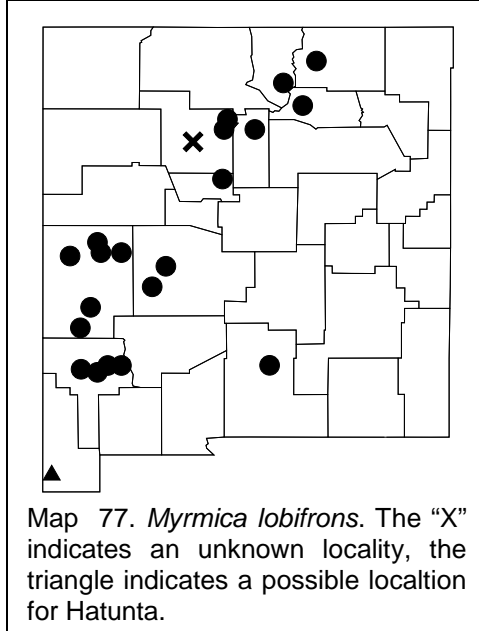 Map 77. Myrmica lobifrons. The “X”
indicates an unknown locality, the
triangle indicates a possible localtion
for Hatunta.